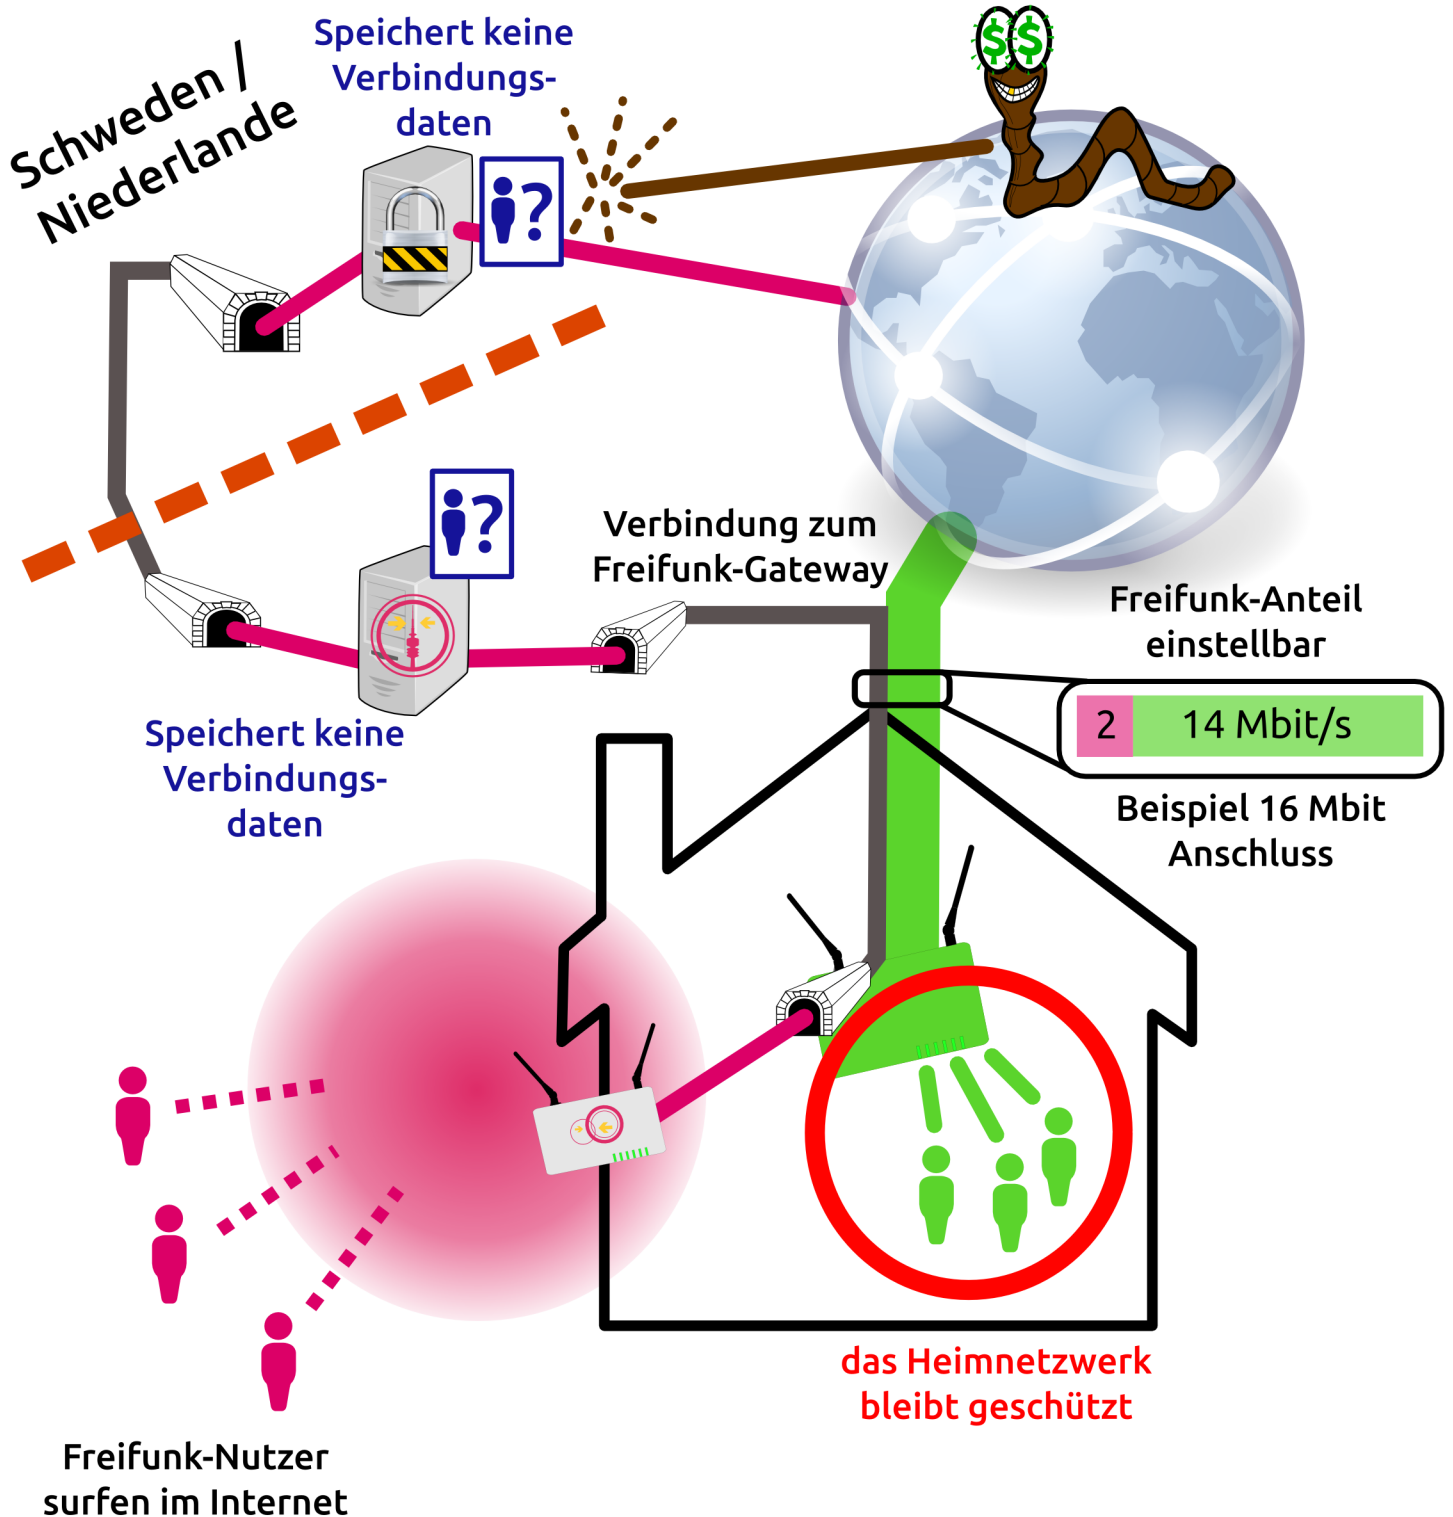 Speichert keine
Verbindungs-
daten
Schweden /
Niederlande
$ $
?
?
Verbindung zum
Freifunk-Gateway
Freifunk-Anteil
einstellbar
2 14 Mbit/s
Beispiel 16 Mbit
Anschluss
Speichert keine
Verbindungs-
daten
das Heimnetzwerk
bleibt geschützt
Freifunk-Nutzer
surfen im Internet